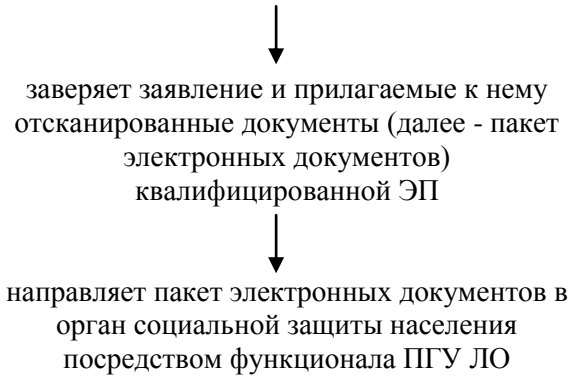 заверяет заявление и прилагаемые к нему
отсканированные документы (далее - пакет
электронных документов)
квалифицированной ЭП
направляет пакет электронных документов в
орган социальной защиты населения
посредством функционала ПГУ ЛО